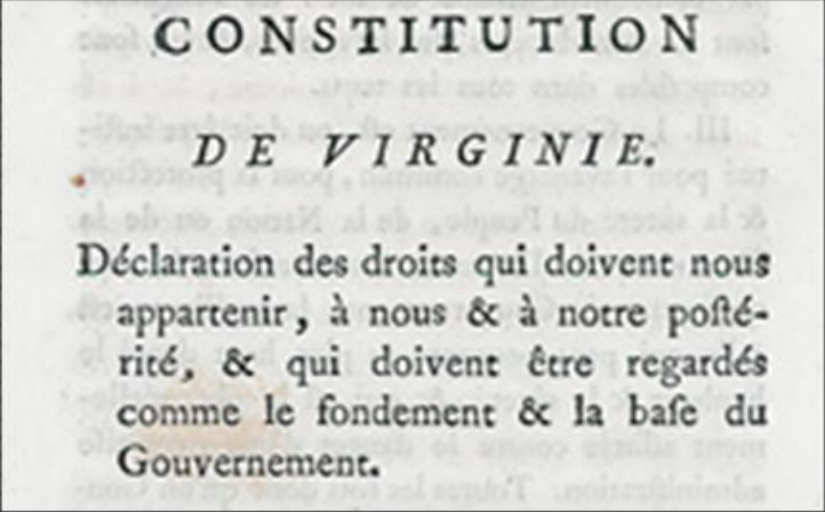 CONSTITUTION
DE VIRGINIE.
Déclaration des droits qui doivent nous
appartenir, à nous & à notre poſté-
rité, & qui doivent être regardés
comme le fondement & la baſe du
Gouvernement.